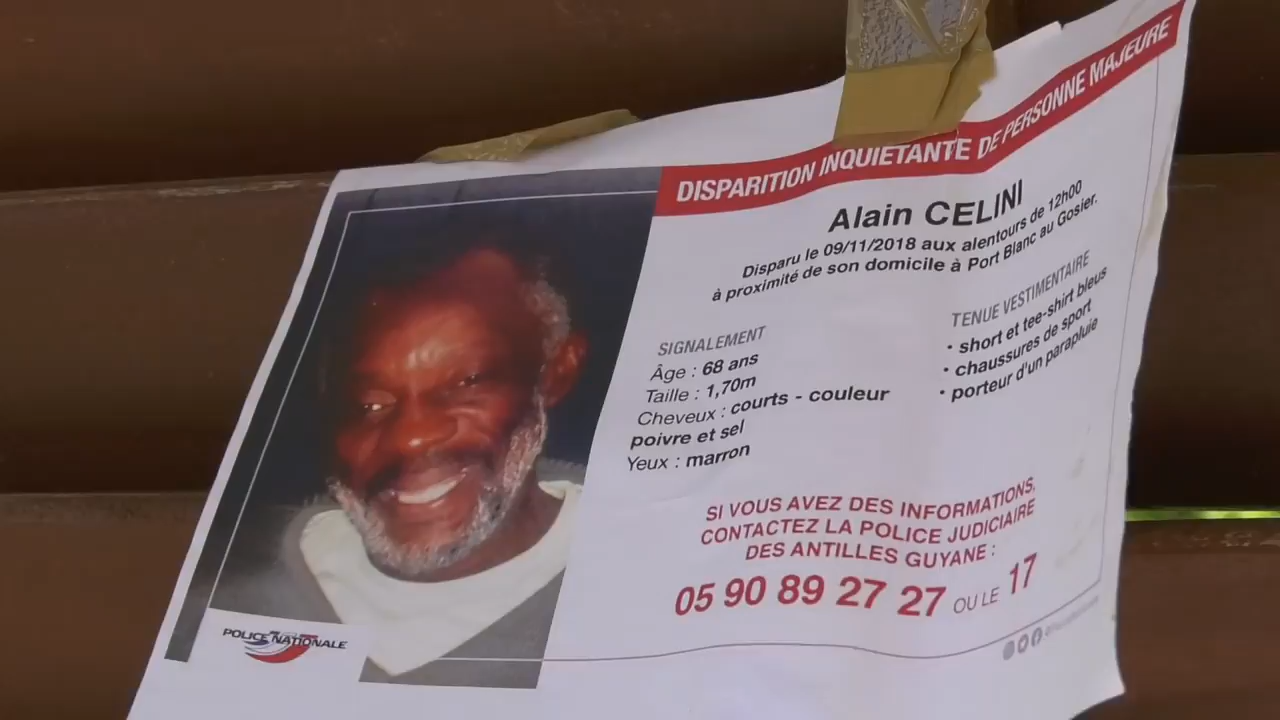 DISPARITION INQUIÉTANTE DE PERSONNE MAJEURE
Alain CELINI
Disparu le 09/11/2018 aux alentours de 12h00
à proximité de son domicile à Port Blanc au Gosier.
SIGNALEMENT
Âge : 68 ans
Taille : 1,70m
Cheveux : courts - couleur
poivre et sel
Yeux : marron
TENUE VESTIMENTAIRE
• short et tee-shirt bleus
• chaussures de sport
• porteur d'un parapluie
SI VOUS AVEZ DES INFORMATIONS,
CONTACTEZ LA POLICE JUDICIAIRE
DES ANTILLES GUYANE :
05 90 89 27 27 OU LE 17
POLICE NATIONALE